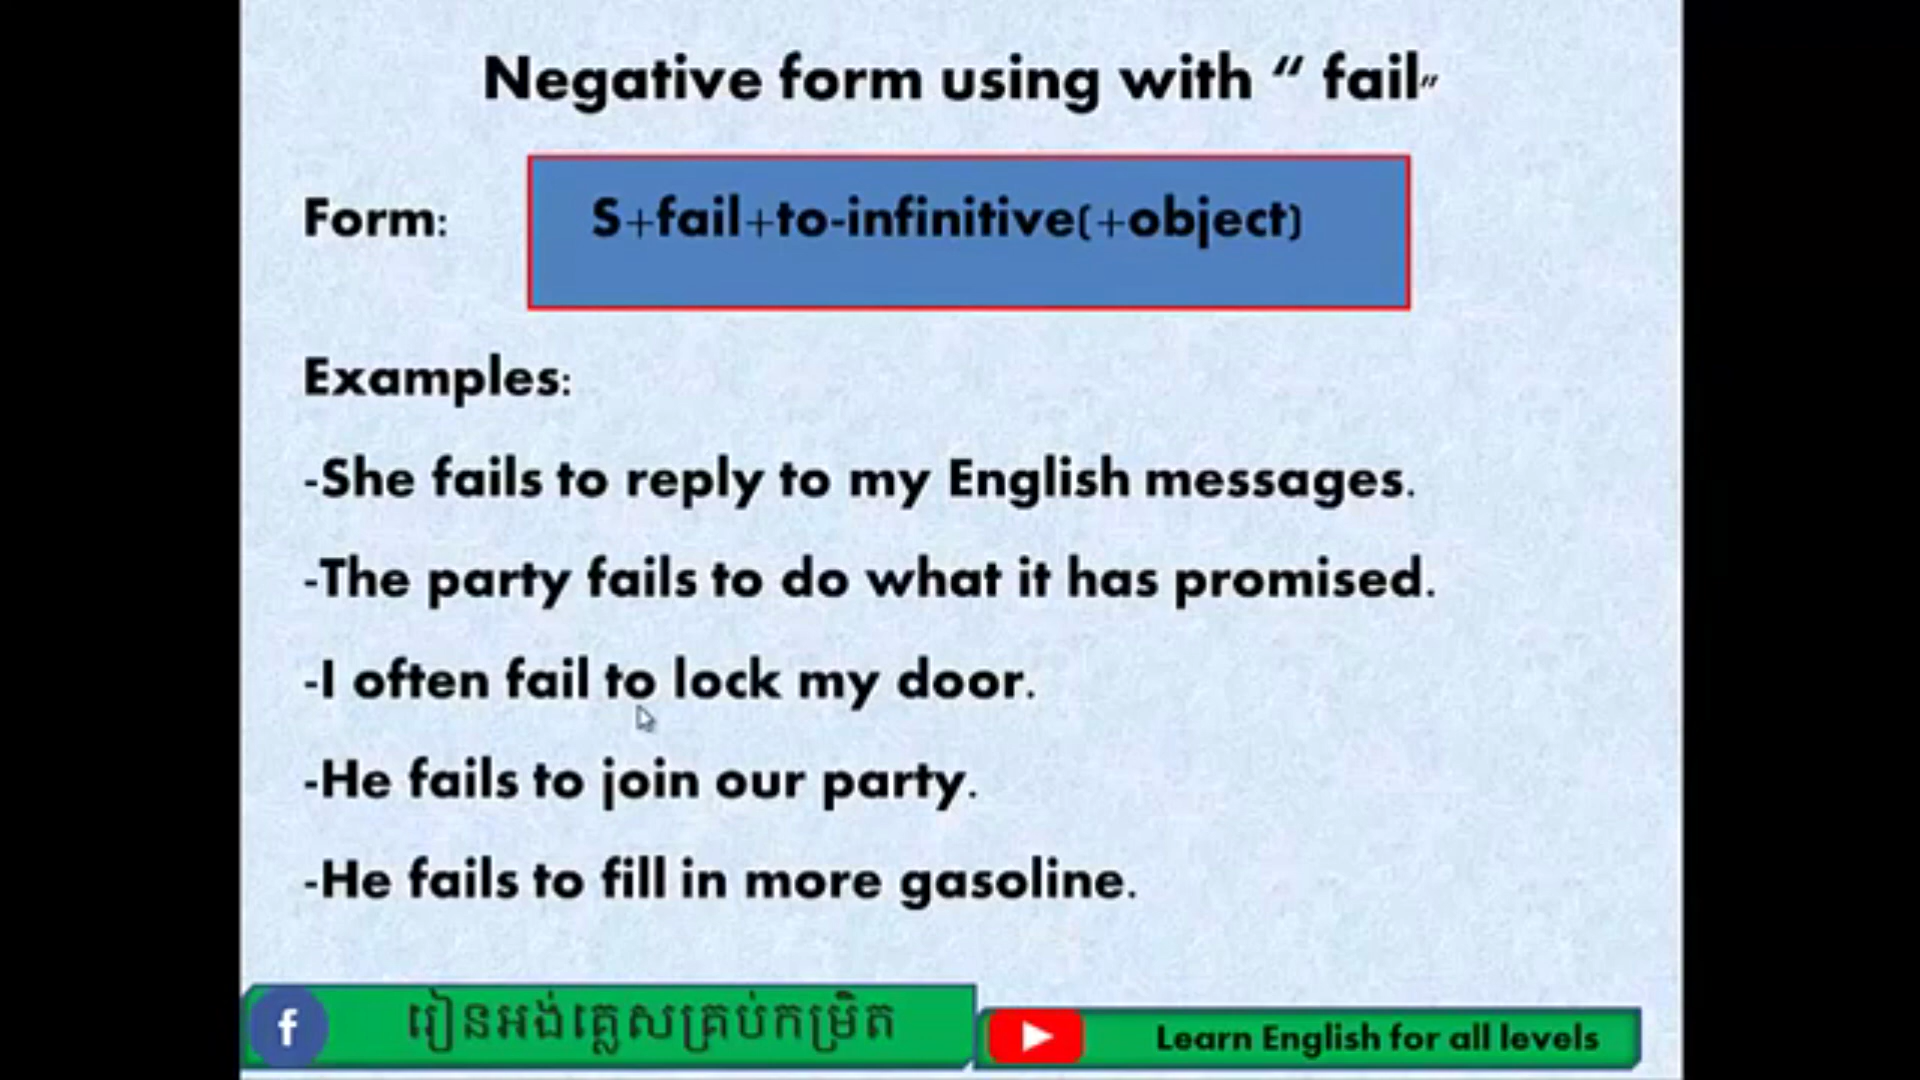 Negative form using with “ fail”
Form:
S+fail+to-infinitive(+object)
Examples:
-She fails to reply to my English messages.
-The party fails to do what it has promised.
-I often fail to lock my door.
-He fails to join our party.
-He fails to fill in more gasoline.
រៀនអង់គ្លេសគ្រប់កម្រិត
Learn English for all levels